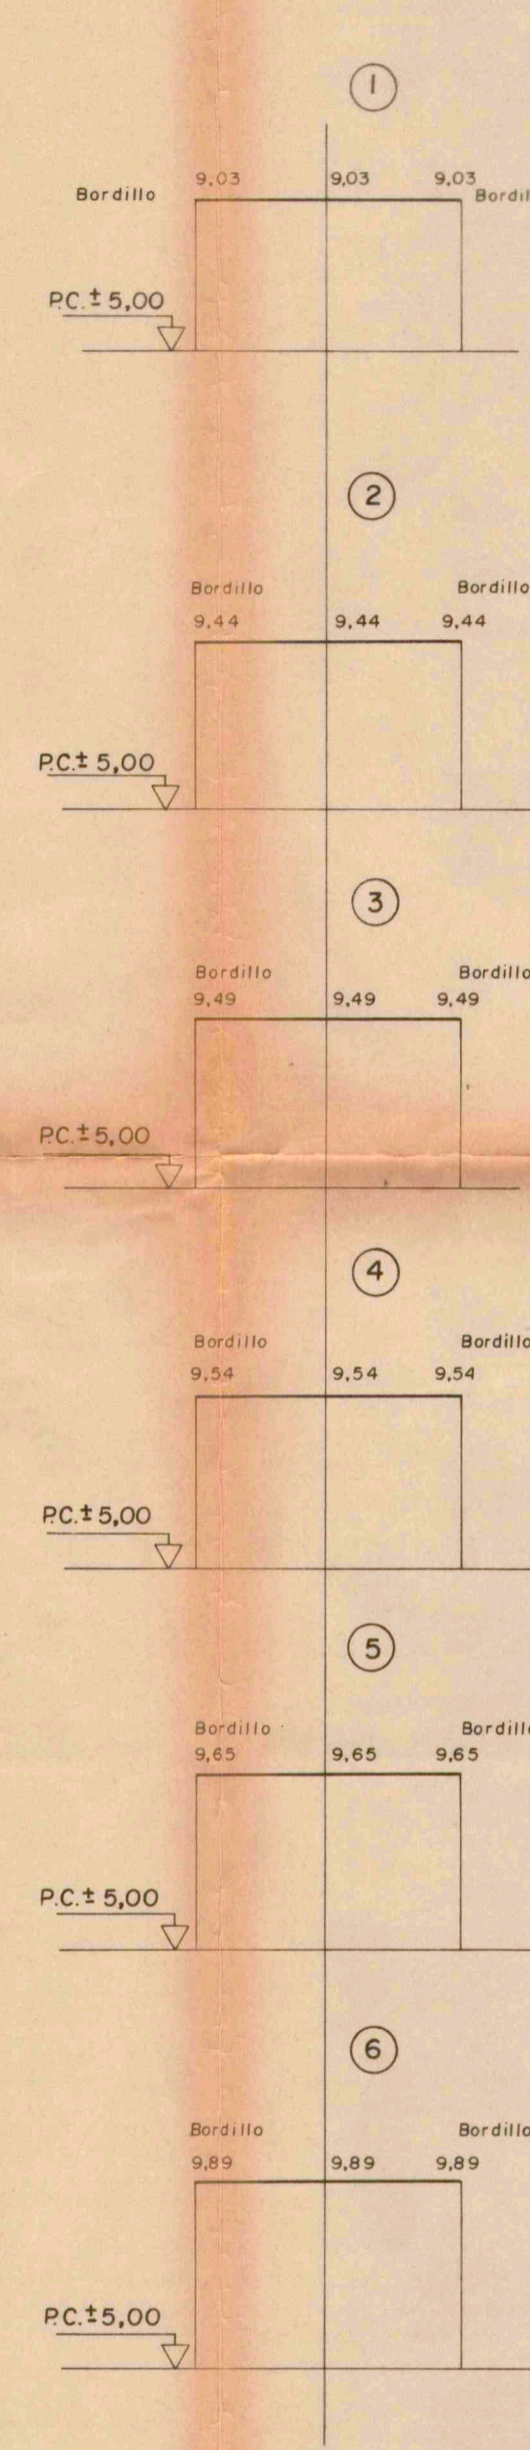 1
9,03 9,03 9,03
Bordillo Bordil
P.C.± 5,00
2
Bordillo Bordillo
9,44 9,44 9,44
P.C.± 5,00
3
Bordillo Bordillo
9,49 9,49 9,49
P.C.± 5,00
4
Bordillo Bordillo
9,54 9,54 9,54
P.C.± 5,00
5
Bordillo Bordillo
9,65 9,65 9,65
P.C.± 5,00
6
Bordillo Bordillo
9,89 9,89 9,89
P.C.± 5,00